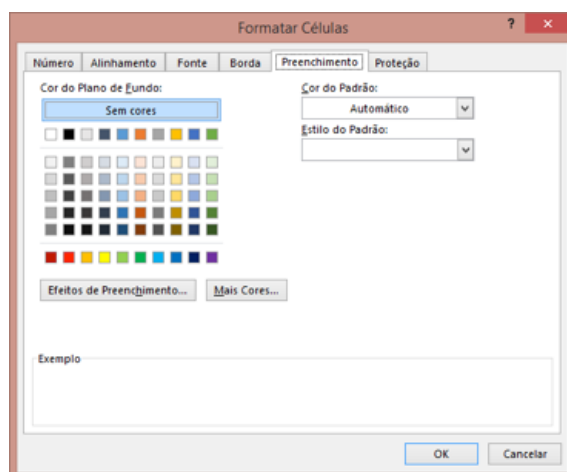 Formatar Células
Número Alinhamento Fonte Borda Preenchimento Proteção
Cor do Plano de Fundo:
Sem cores
Cor do Padrão:
Automático
Estilo do Padrão:
Efeitos de Preenchimento... Mais Cores...
Exemplo
OK Cancelar